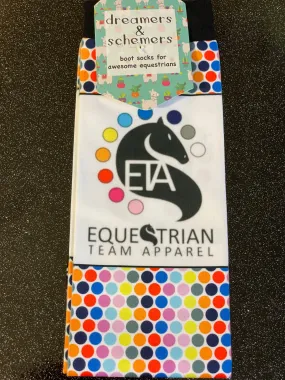 dreamers
& schemers
boot socks for
awesome equestrians
ETA
EQUESTRIAN
TEAM APPAREL